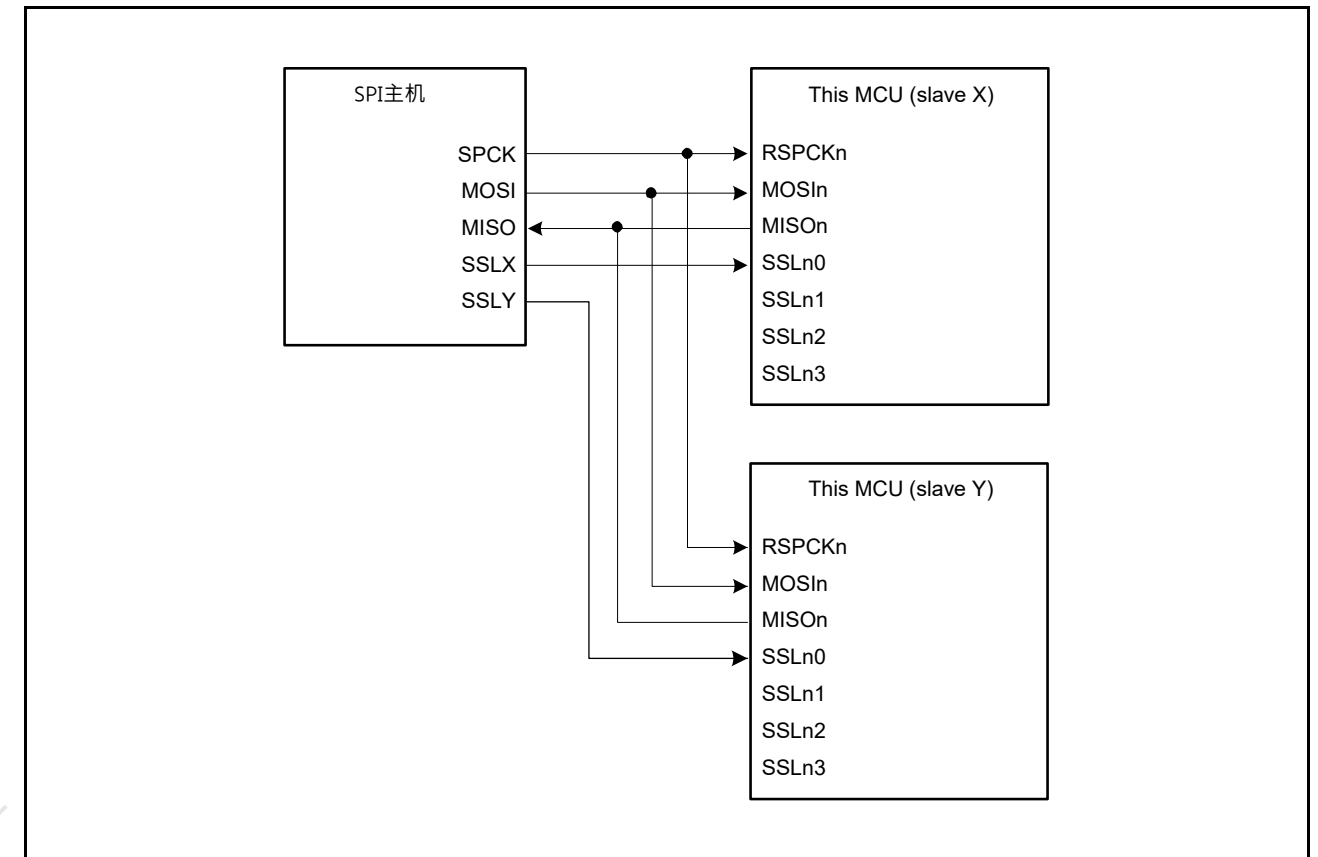 SPI主机
SPCK
MOSI
MISO
SSLX
SSLY
This MCU (slave X)
RSPCKn
MOSIn
MISOn
SSLn0
SSLn1
SSLn2
SSLn3
This MCU (slave Y)
RSPCKn
MOSIn
MISOn
SSLn0
SSLn1
SSLn2
SSLn3